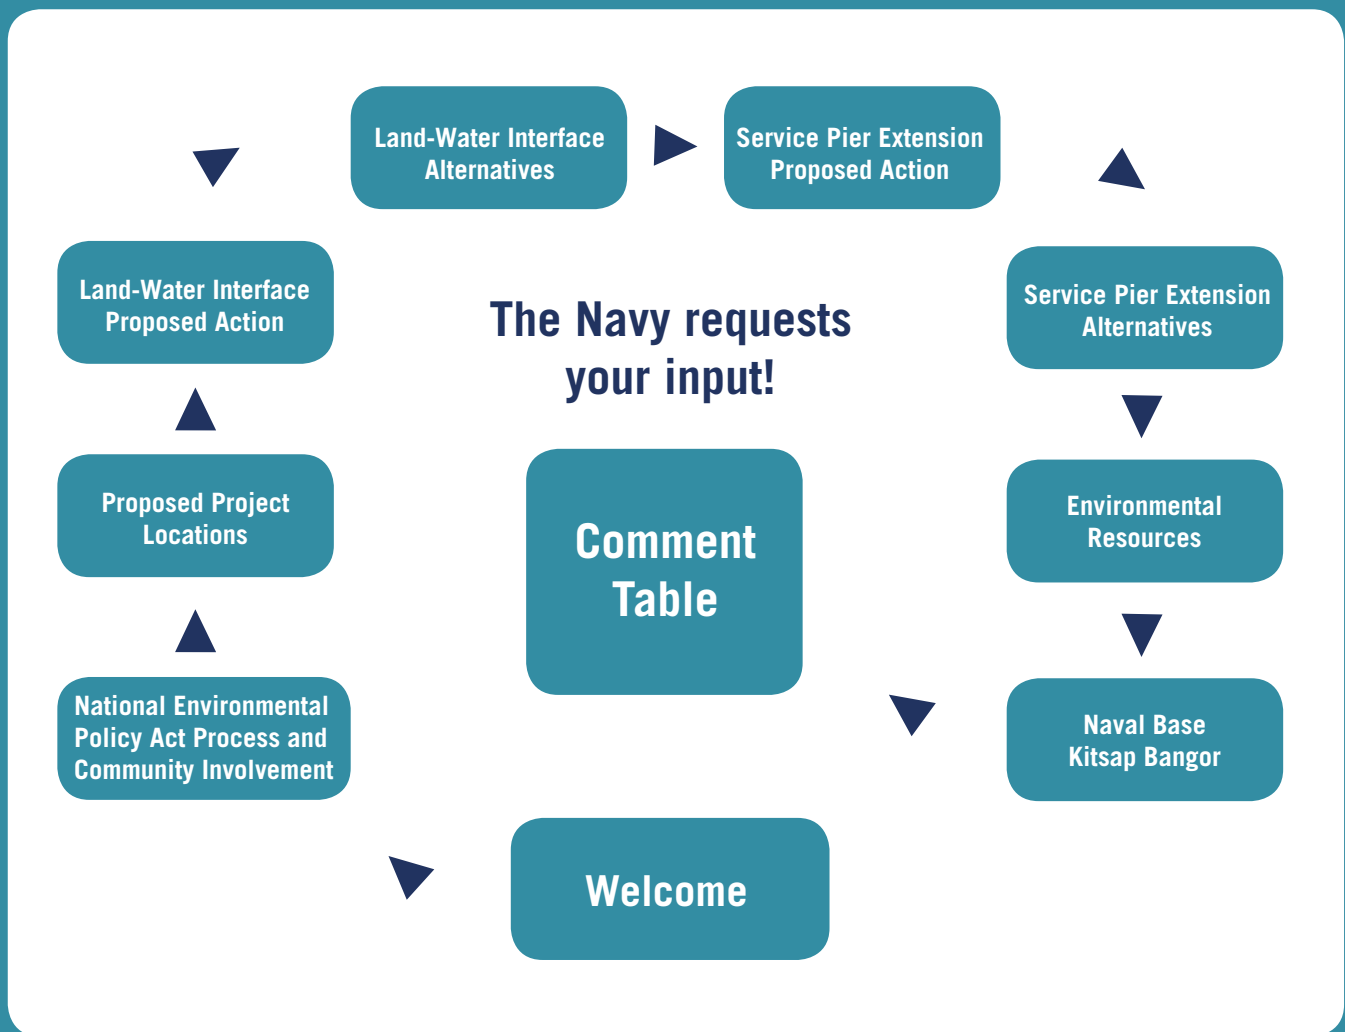 Land-Water Interface
Alternatives
Service Pier Extension
Proposed Action
Land-Water Interface
Proposed Action
The Navy requests
your input!
Service Pier Extension
Alternatives
Proposed Project
Locations
Comment
Table
Environmental
Resources
National Environmental
Policy Act Process and
Community Involvement
Naval Base
Kitsap Bangor
Welcome